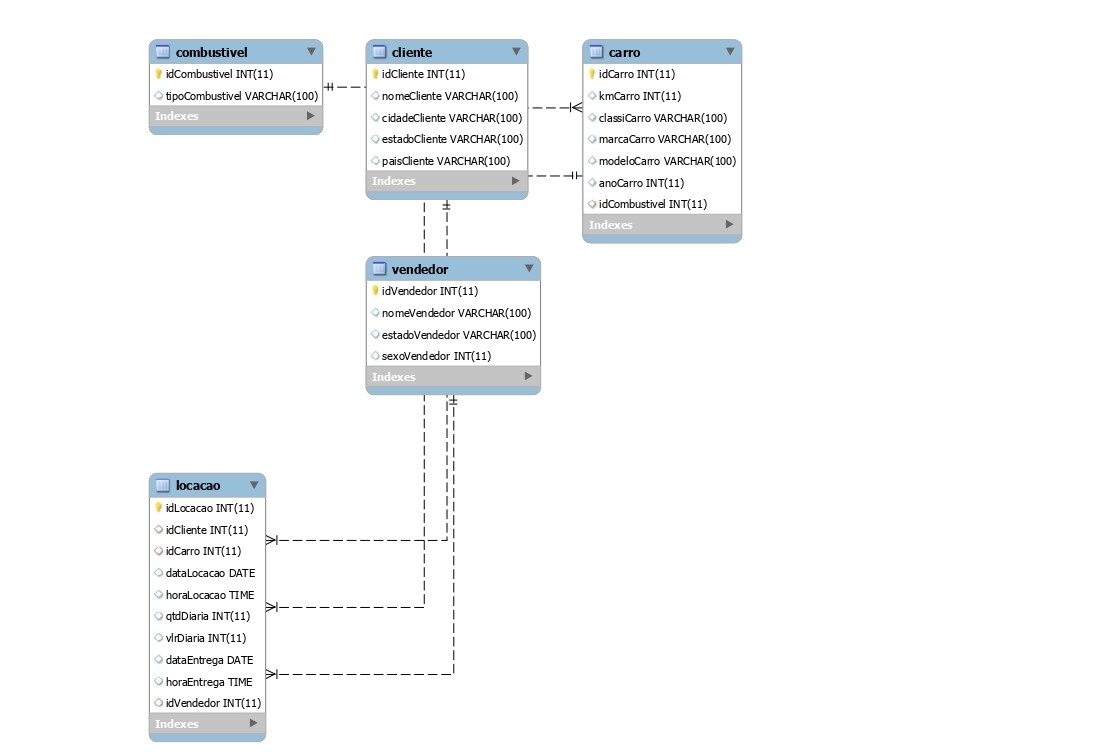 combustivel
idCombustivel INT(11)
tipoCombustivel VARCHAR(100)
Indexes
cliente
idCliente INT(11)
nomeCliente VARCHAR(100)
cidadeCliente VARCHAR(100)
estadoCliente VARCHAR(100)
paisCliente VARCHAR(100)
Indexes
carro
idCarro INT(11)
kmCarro INT(11)
classiCarro VARCHAR(100)
marcaCarro VARCHAR(100)
modeloCarro VARCHAR(100)
anoCarro INT(11)
idCombustivel INT(11)
Indexes
vendedor
idVendedor INT(11)
nomeVendedor VARCHAR(100)
estadoVendedor VARCHAR(100)
sexoVendedor INT(11)
Indexes
locacao
idLocacao INT(11)
idCliente INT(11)
idCarro INT(11)
dataLocacao DATE
horaLocacao TIME
qtdDiaria INT(11)
vlrDiaria INT(11)
dataEntrega DATE
horaEntrega TIME
idVendedor INT(11)
Indexes